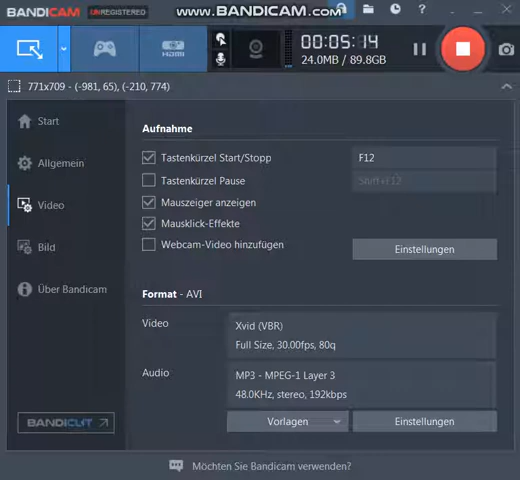 BANDICAM UNREGISTERED
www.BANDICAM.com
00:05:14
24.0MB / 89.8GB
771x709 - (-981, 65), (-210, 774)
Start
Allgemein
Video
Bild
Über Bandicam
BANDICUT
Aufnahme
Tastenkürzel Start/Stopp F12
Tastenkürzel Pause Shift+F12
Mauszeiger anzeigen
Mausklick-Effekte
Webcam-Video hinzufügen
Einstellungen
Format - AVI
Video
Xvid (VBR)
Full Size, 30.00fps, 80q
Audio
MP3 - MPEG-1 Layer 3
48.0KHz, stereo, 192kbps
Vorlagen Einstellungen
Möchten Sie Bandicam verwenden?